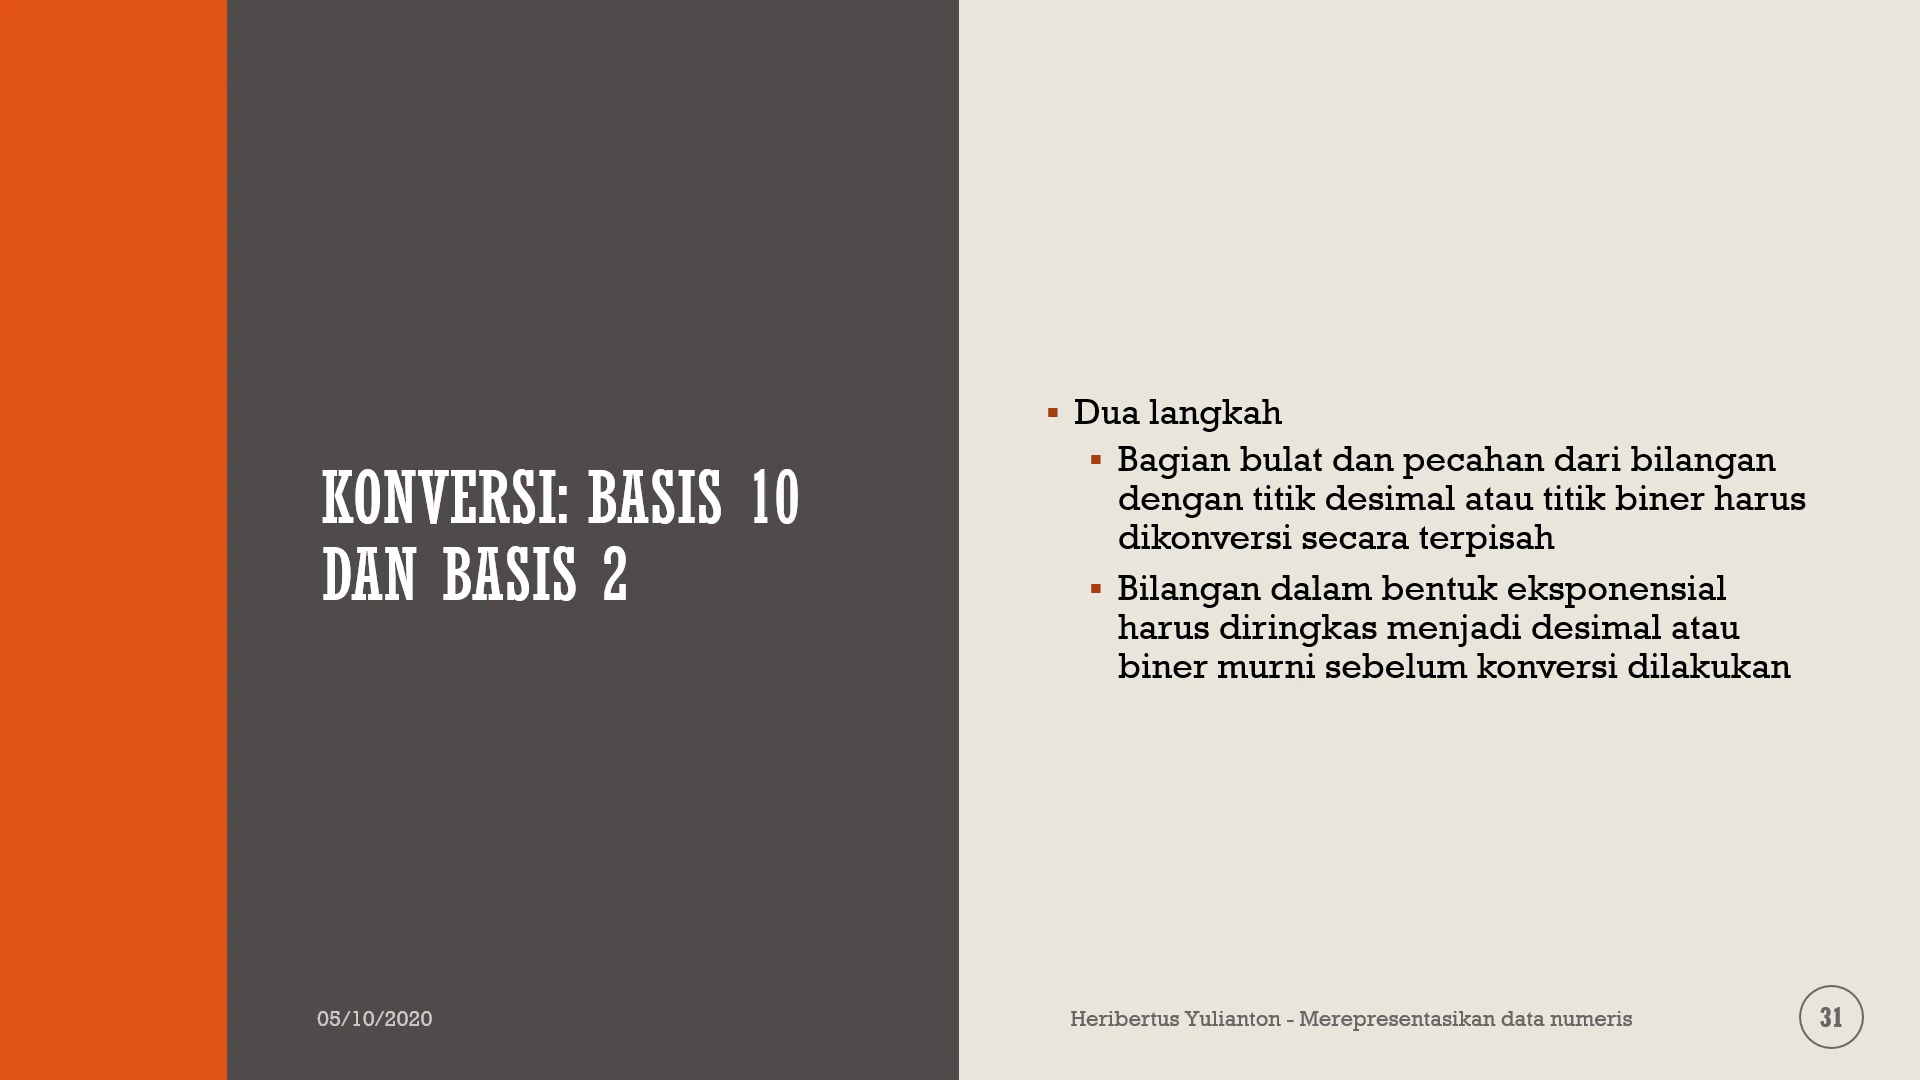 KONVERSI: BASIS 10
DAN BASIS 2
Dua langkah
Bagian bulat dan pecahan dari bilangan
dengan titik desimal atau titik biner harus
dikonversi secara terpisah
Bilangan dalam bentuk eksponensial
harus diringkas menjadi desimal atau
biner murni sebelum konversi dilakukan
05/10/2020
Heribertus Yulianton - Merepresentasikan data numeris
31